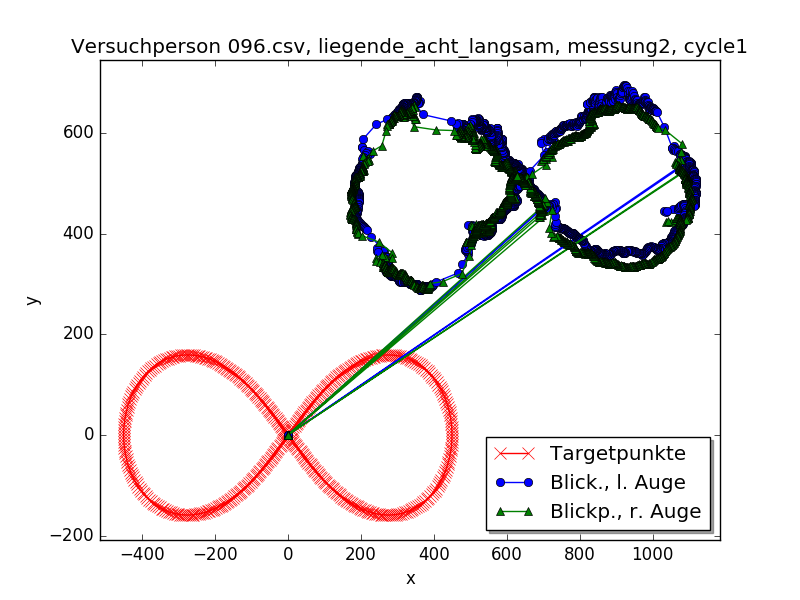 Versuchperson 096.csv, liegende_acht_langsam, messung2, cycle1
600
400
y
200
0
−200
−400
−200
0
200
400
600
800
1000
x
Targetpunkte
Blick., l. Auge
Blickp., r. Auge